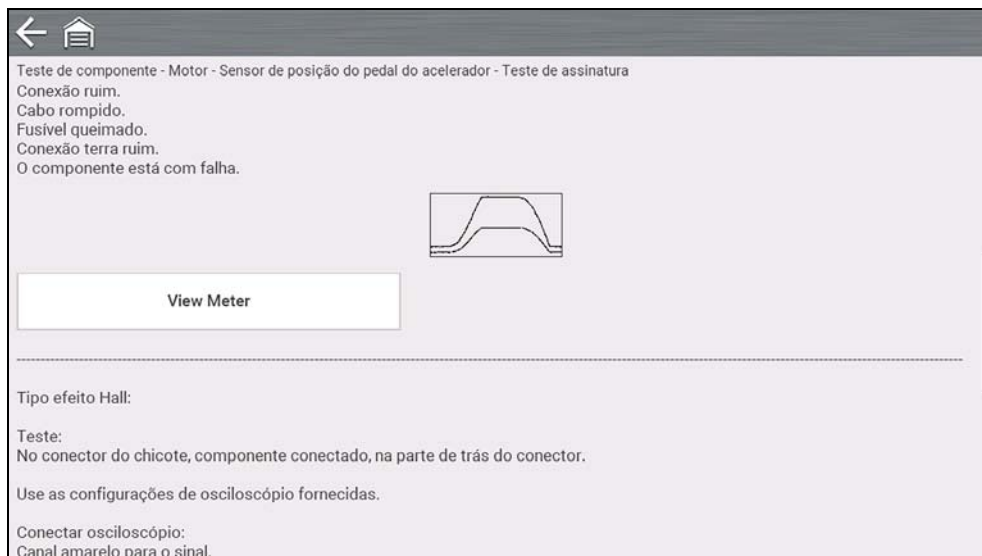 Teste de componente - Motor - Sensor de posição do pedal do acelerador - Teste de assinatura
Conexão ruim.
Cabo rompido.
Fusível queimado.
Conexão terra ruim.
O componente está com falha.
View Meter
Tipo efeito Hall:
Teste:
No conector do chicote, componente conectado, na parte de trás do conector.
Use as configurações de osciloscópio fornecidas.
Conectar osciloscópio:
Canal amarelo para o sinal.